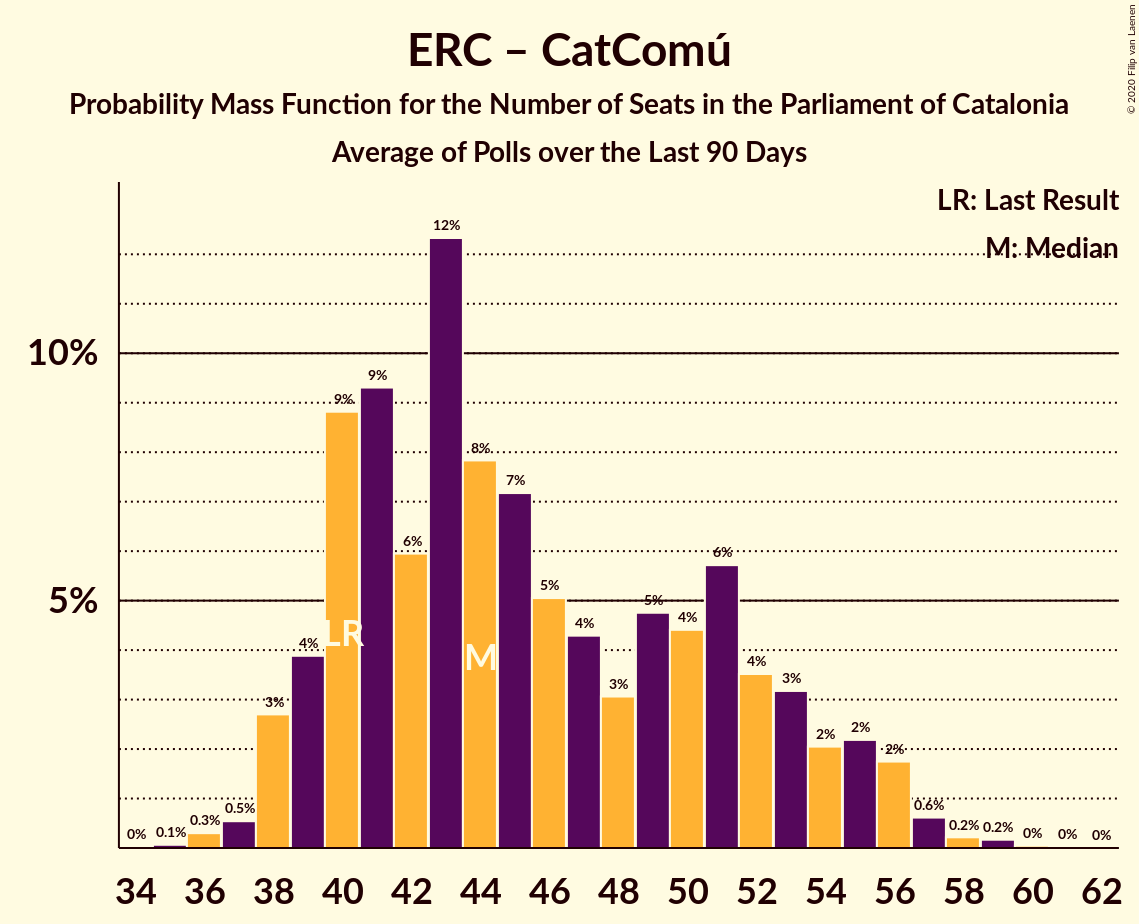 © 2020 Filip van Laenen
ERC – CatComú
Probability Mass Function for the Number of Seats in the Parliament of Catalonia
Average of Polls over the Last 90 Days
LR: Last Result
M: Median
10%
5%
0% 0.1% 0.3% 0.5% 3% 4% 9% 9% 6% 12% 8% 7% 5% 4% 3% 5% 4% 6% 4% 3% 2% 2% 2% 0.6% 0.2% 0.2% 0% 0% 0%
LR
M
34 36 38 40 42 44 46 48 50 52 54 56 58 60 62